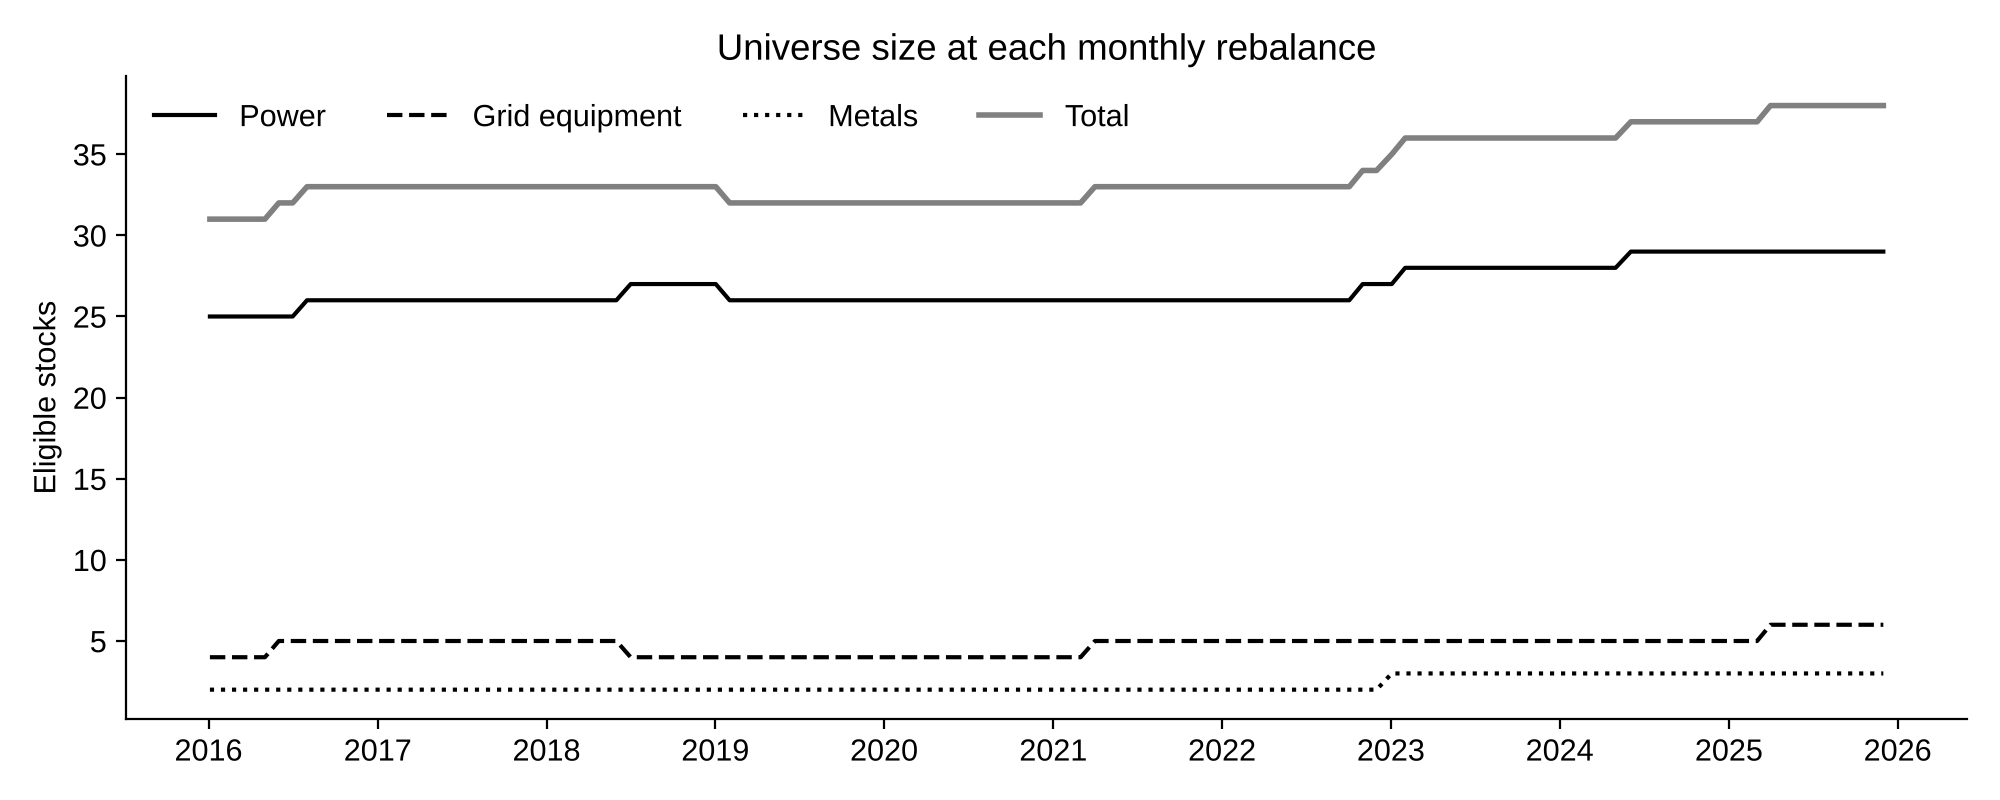 Universe size at each monthly rebalance
Power Grid equipment Metals Total
Eligible stocks
35
30
25
20
15
10
5
2016 2017 2018 2019 2020 2021 2022 2023 2024 2025 2026